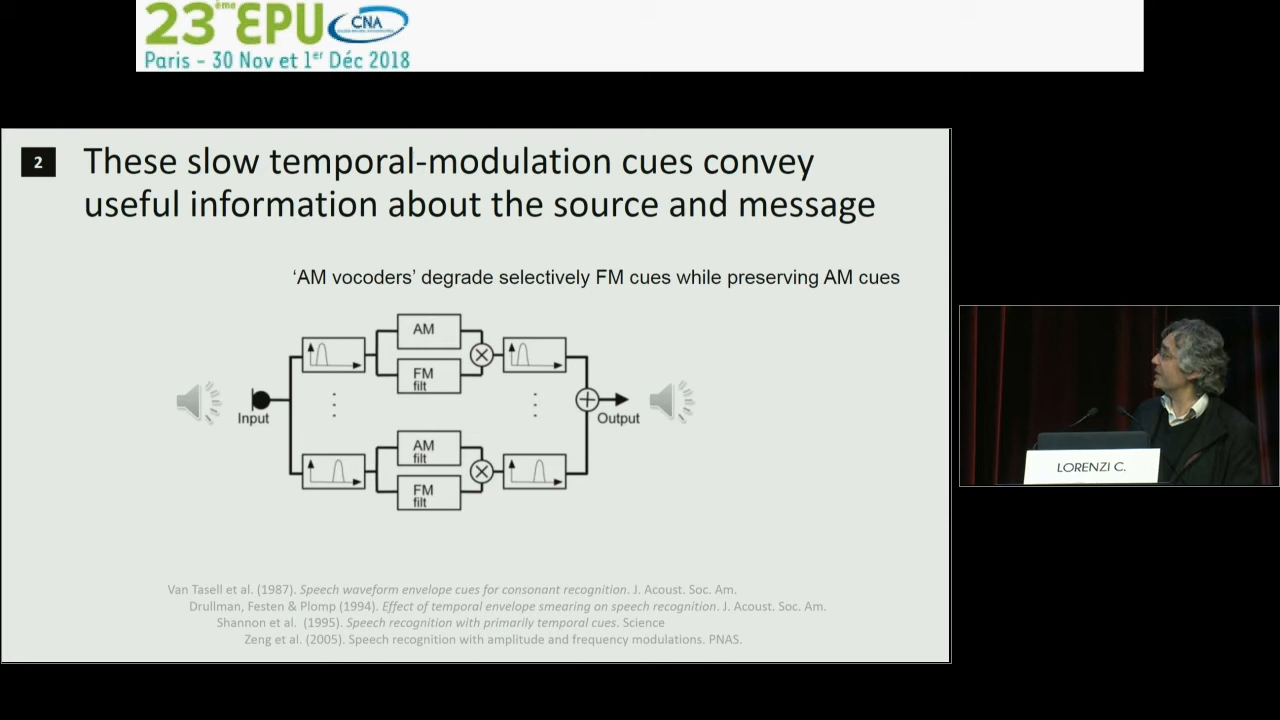 23ème EPU CNA
Paris - 30 Nov et 1er Déc 2018
2
These slow temporal-modulation cues convey
useful information about the source and message
‘AM vocoders’ degrade selectively FM cues while preserving AM cues
AM
FM
filt
Input
Output
AM
filt
FM
filt
LORENZI C.
Van Tasell et al. (1987). Speech waveform envelope cues for consonant recognition. J. Acoust. Soc. Am.
Drullman, Festen & Plomp (1994). Effect of temporal envelope smearing on speech recognition. J. Acoust. Soc. Am.
Shannon et al. (1995). Speech recognition with primarily temporal cues. Science
Zeng et al. (2005). Speech recognition with amplitude and frequency modulations. PNAS.